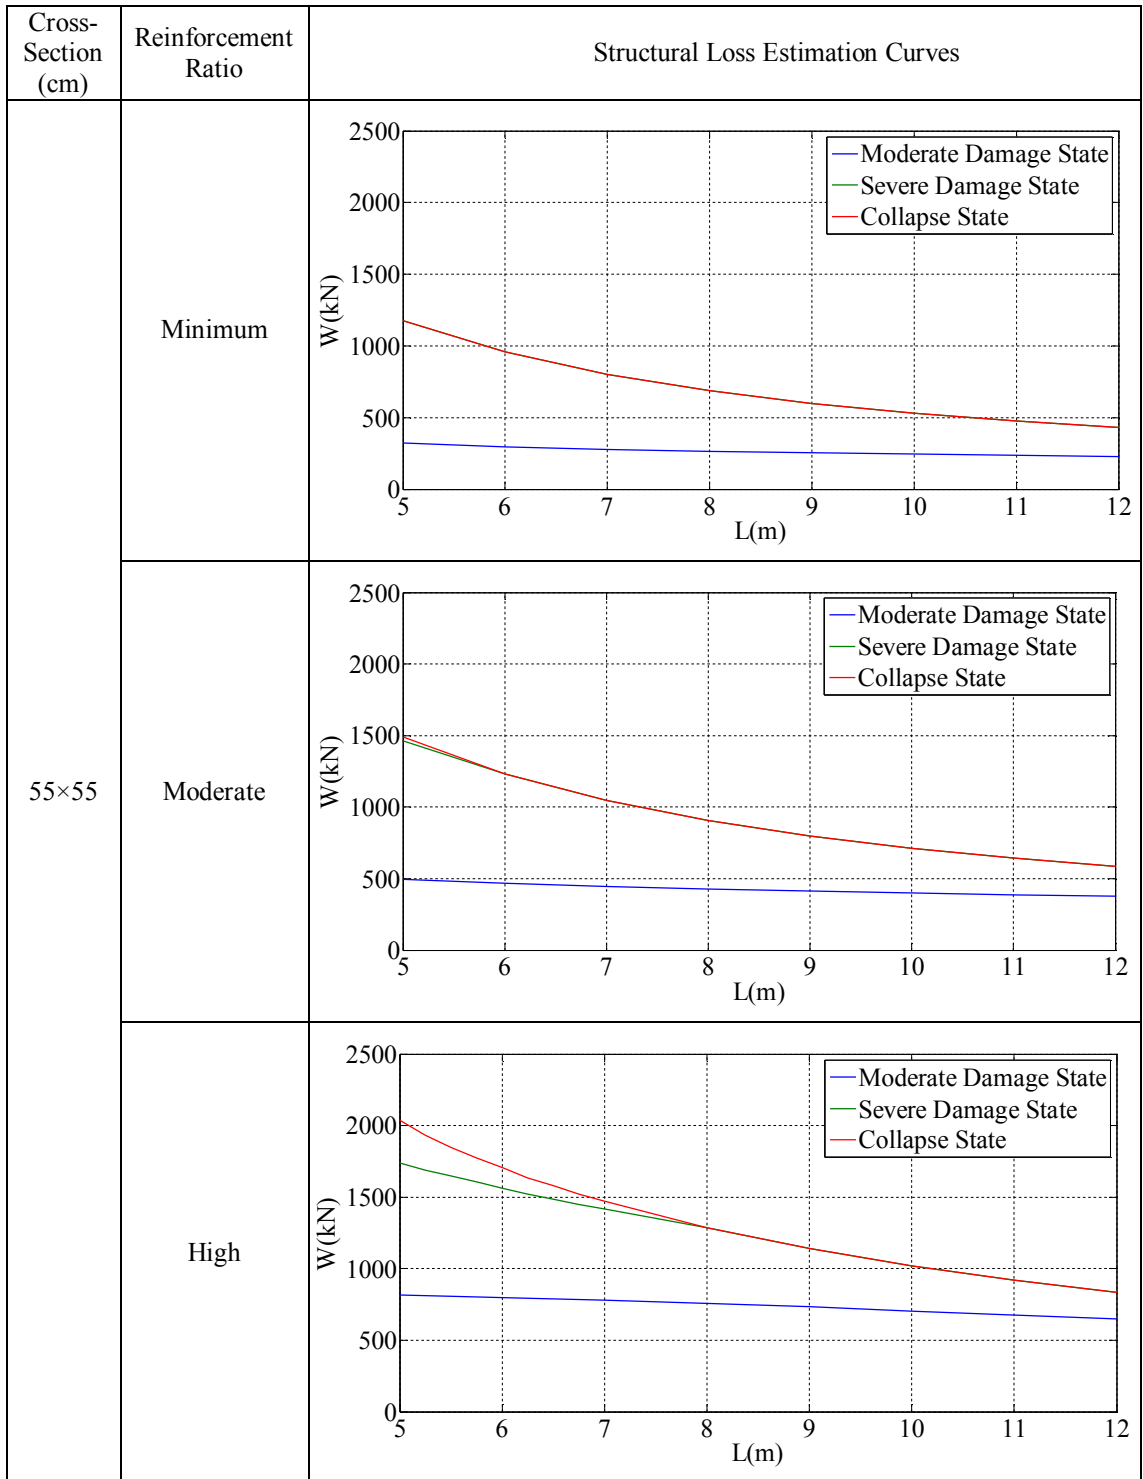 Cross-
Section
(cm)
Reinforcement
Ratio
Structural Loss Estimation Curves
55×55
Minimum
2500
2000
1500
1000
500
0
W(kN)
Moderate Damage State
Severe Damage State
Collapse State
5 6 7 8 9 10 11 12
L(m)
Moderate
2500
2000
1500
1000
500
0
W(kN)
Moderate Damage State
Severe Damage State
Collapse State
5 6 7 8 9 10 11 12
L(m)
High
2500
2000
1500
1000
500
0
W(kN)
Moderate Damage State
Severe Damage State
Collapse State
5 6 7 8 9 10 11 12
L(m)